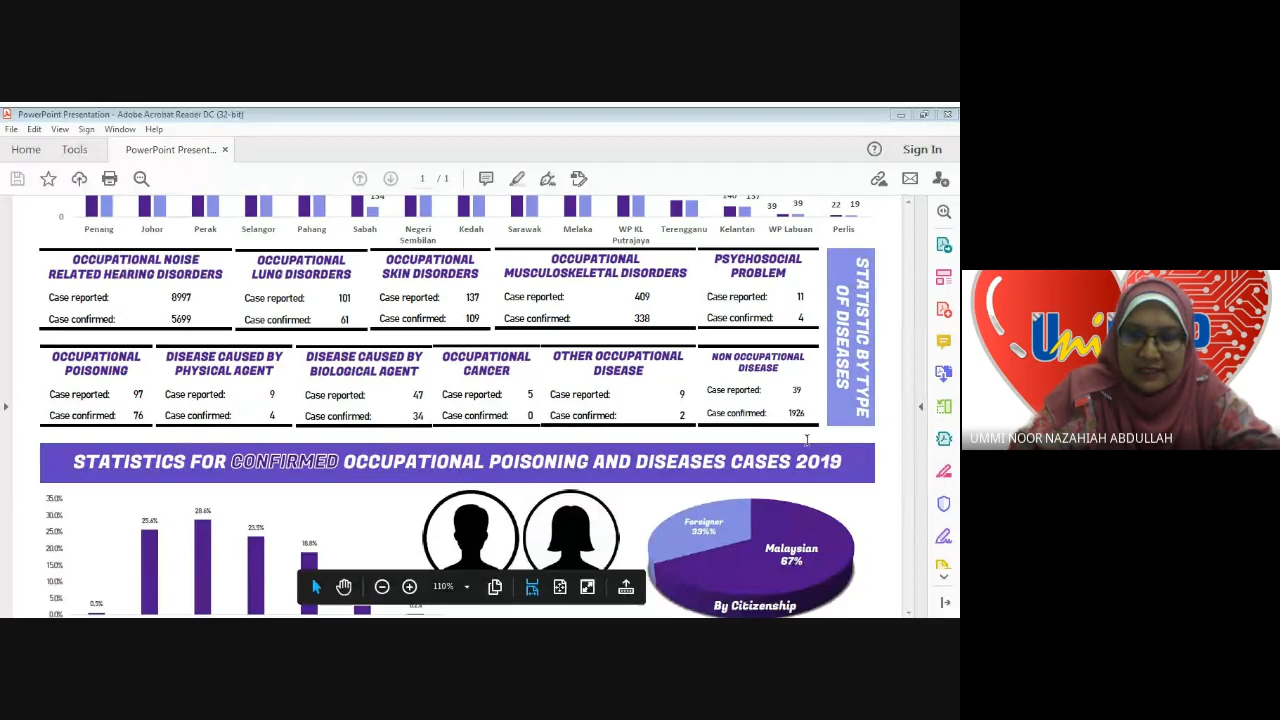 PowerPoint Presentation - Adobe Acrobat Reader DC (32-bit)
File Edit View Sign Window Help
Home Tools PowerPoint Present... × Sign In
1 / 1
154 39 39 22 19
0
Penang Johor Perak Selangor Pahang Sabah Negeri Sembilan Kedah Sarawak Melaka WP KL Putrajaya Terengganu Kelantan WP Labuan Perlis
OCCUPATIONAL NOISE
RELATED HEARING DISORDERS
Case reported: 8997
Case confirmed: 5699
OCCUPATIONAL
LUNG DISORDERS
Case reported: 101
Case confirmed: 61
OCCUPATIONAL
SKIN DISORDERS
Case reported: 137
Case confirmed: 109
OCCUPATIONAL
MUSCULOSKELETAL DISORDERS
Case reported: 409
Case confirmed: 338
PSYCHOSOCIAL
PROBLEM
Case reported: 11
Case confirmed: 4
STATISTIC BY TYPE
OF DISEASES
OCCUPATIONAL
POISONING
Case reported: 97
Case confirmed: 76
DISEASE CAUSED BY
PHYSICAL AGENT
Case reported: 9
Case confirmed: 4
DISEASE CAUSED BY
BIOLOGICAL AGENT
Case reported: 47
Case confirmed: 34
OCCUPATIONAL
CANCER
Case reported: 5
Case confirmed: 0
OTHER OCCUPATIONAL
DISEASE
Case reported: 9
Case confirmed: 2
NON OCCUPATIONAL
DISEASE
Case reported: 39
Case confirmed: 1926
STATISTICS FOR CONFIRMED OCCUPATIONAL POISONING AND DISEASES CASES 2019
35.0%
30.0%
25.0%
20.0%
15.0%
10.0%
5.0%
0.0%
0.5% 25.6% 28.6% 23.5% 18.8%
Foreigner
33%%
Malaysian
67%
By Citizenship
110%
UMMI NOOR NAZAHIAH ABDULLAH